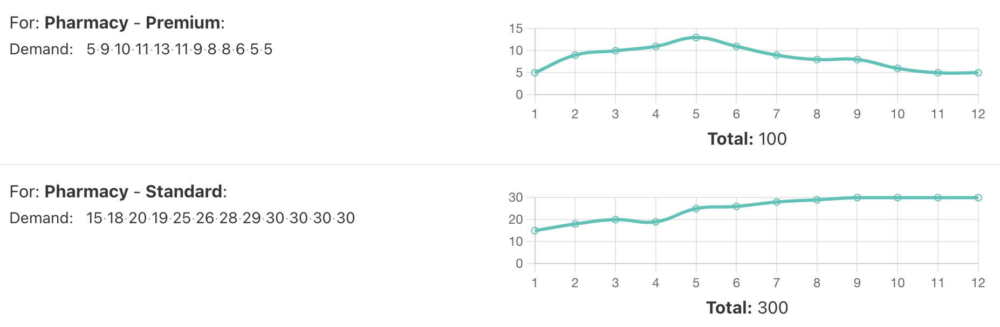 For: Pharmacy - Premium:
Demand: 5·9·10·11·13·11·9·8·8·6·5·5
15
10
5
0
1 2 3 4 5 6 7 8 9 10 11 12
Total: 100
For: Pharmacy - Standard:
Demand: 15·18·20·19·25·26·28·29·30·30·30·30
30
20
10
0
1 2 3 4 5 6 7 8 9 10 11 12
Total: 300